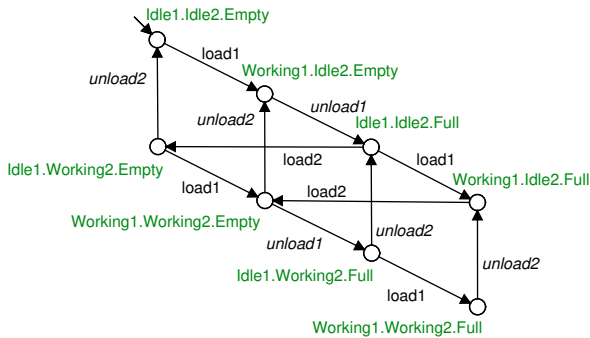 Idle1.Idle2.Empty
load1
Working1.Idle2.Empty
unload2
unload1
unload2
Idle1.Idle2.Full
load2
load1
Idle1.Working2.Empty
load1
load2
Working1.Idle2.Full
Working1.Working2.Empty
unload1
unload2
Idle1.Working2.Full
unload2
load1
Working1.Working2.Full